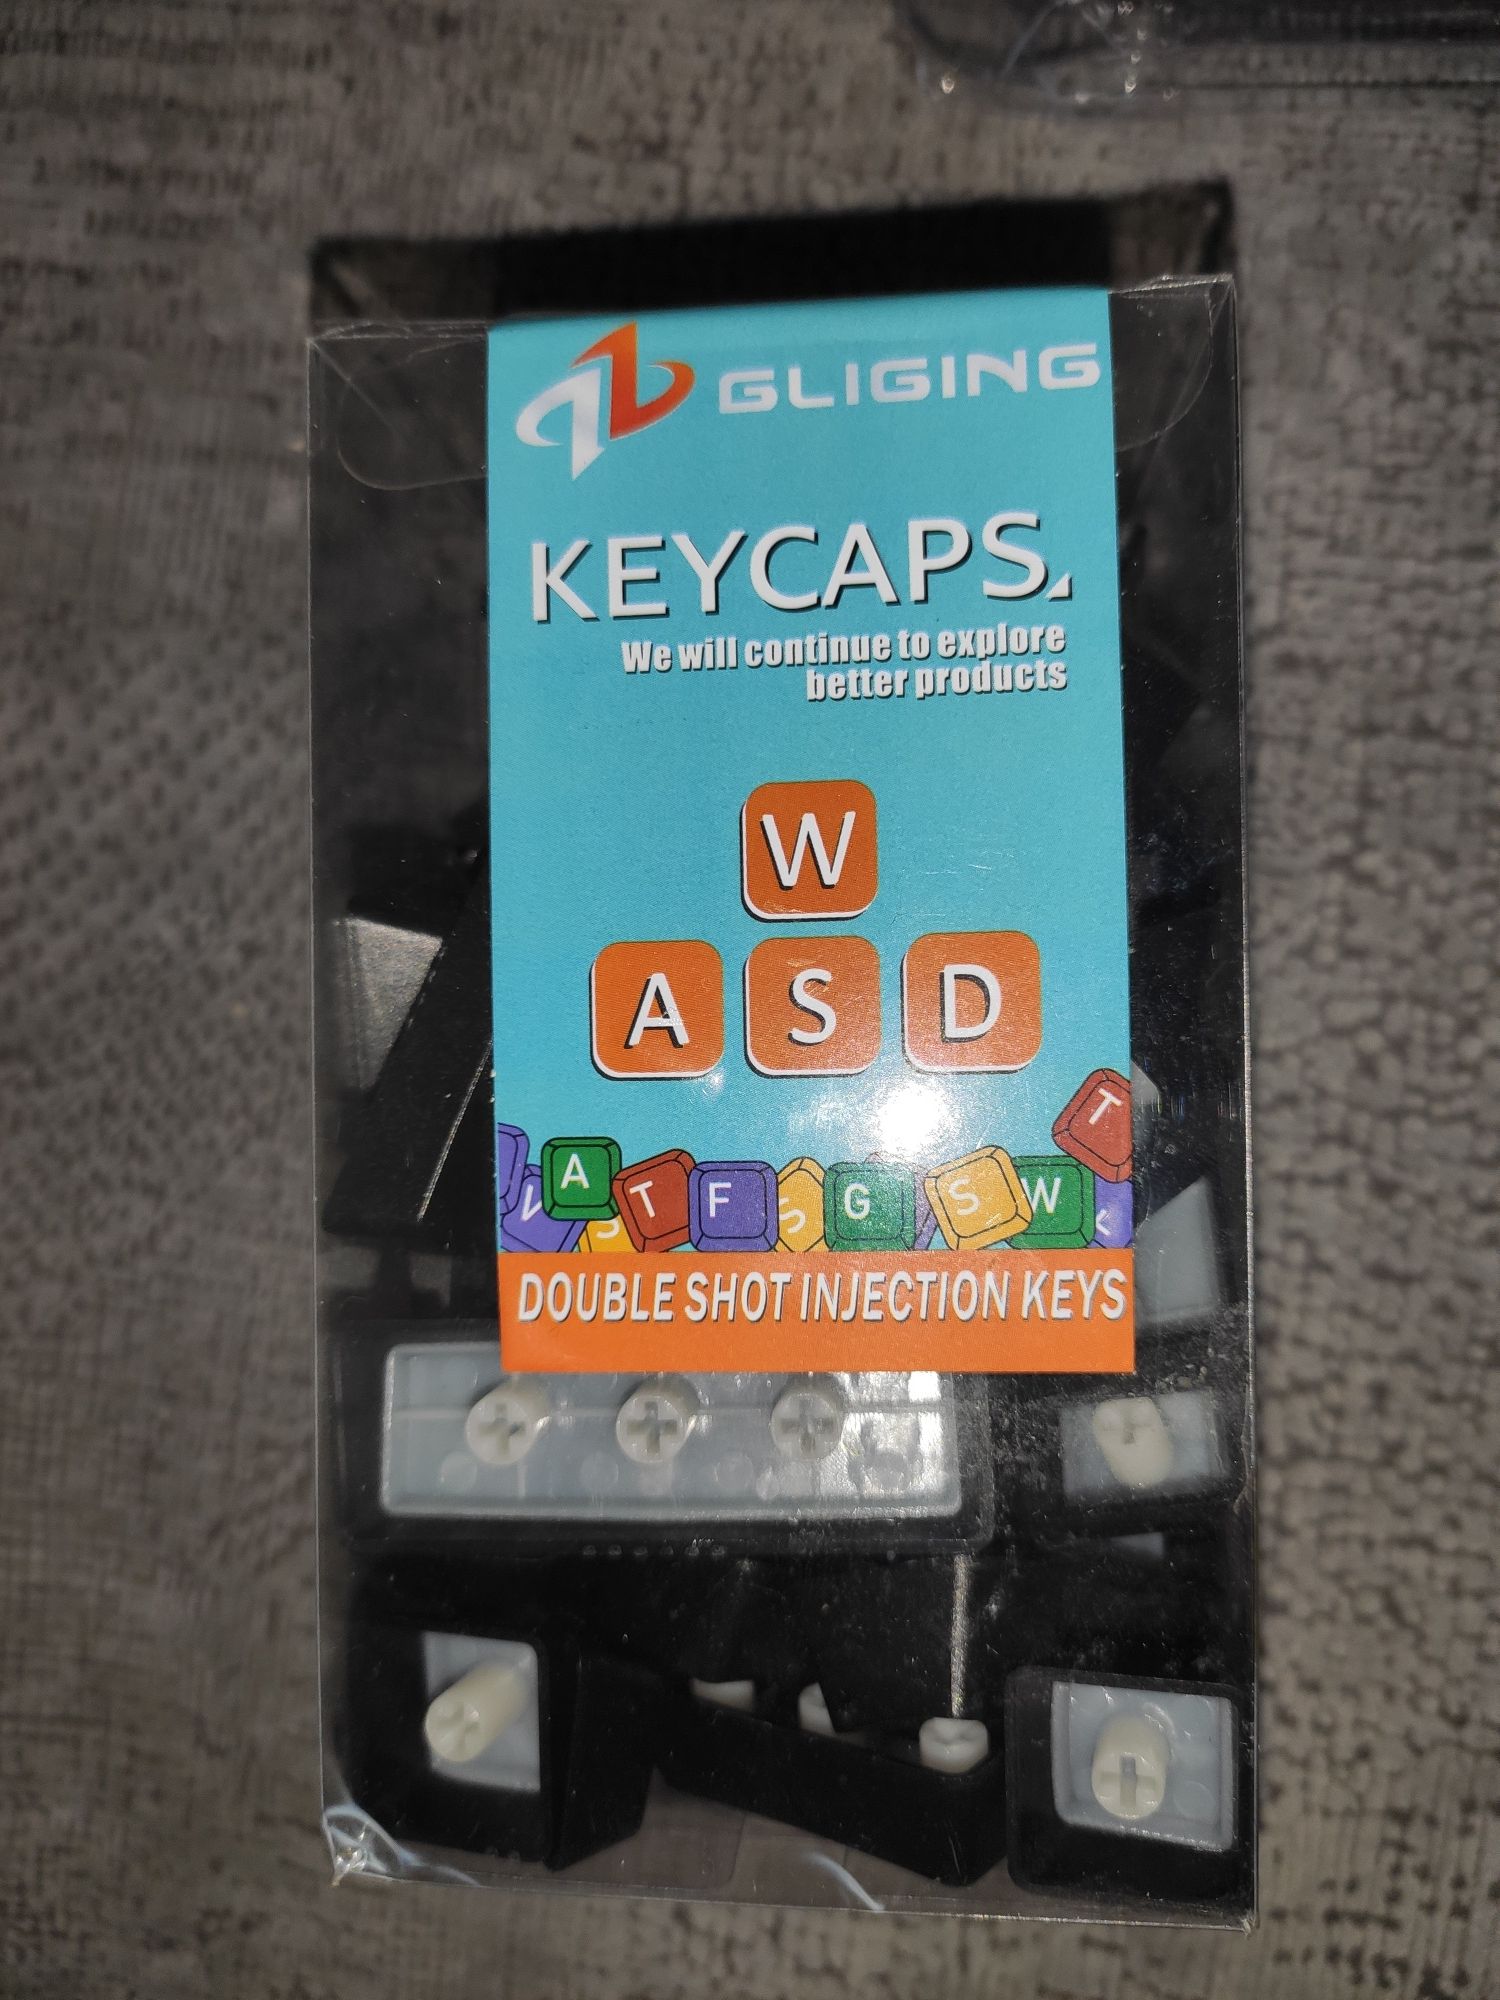 GLIGING
KEYCAPS
We will continue to explore
better products
W
A S D
T
A T F S G S W
S
DOUBLE SHOT INJECTION KEYS